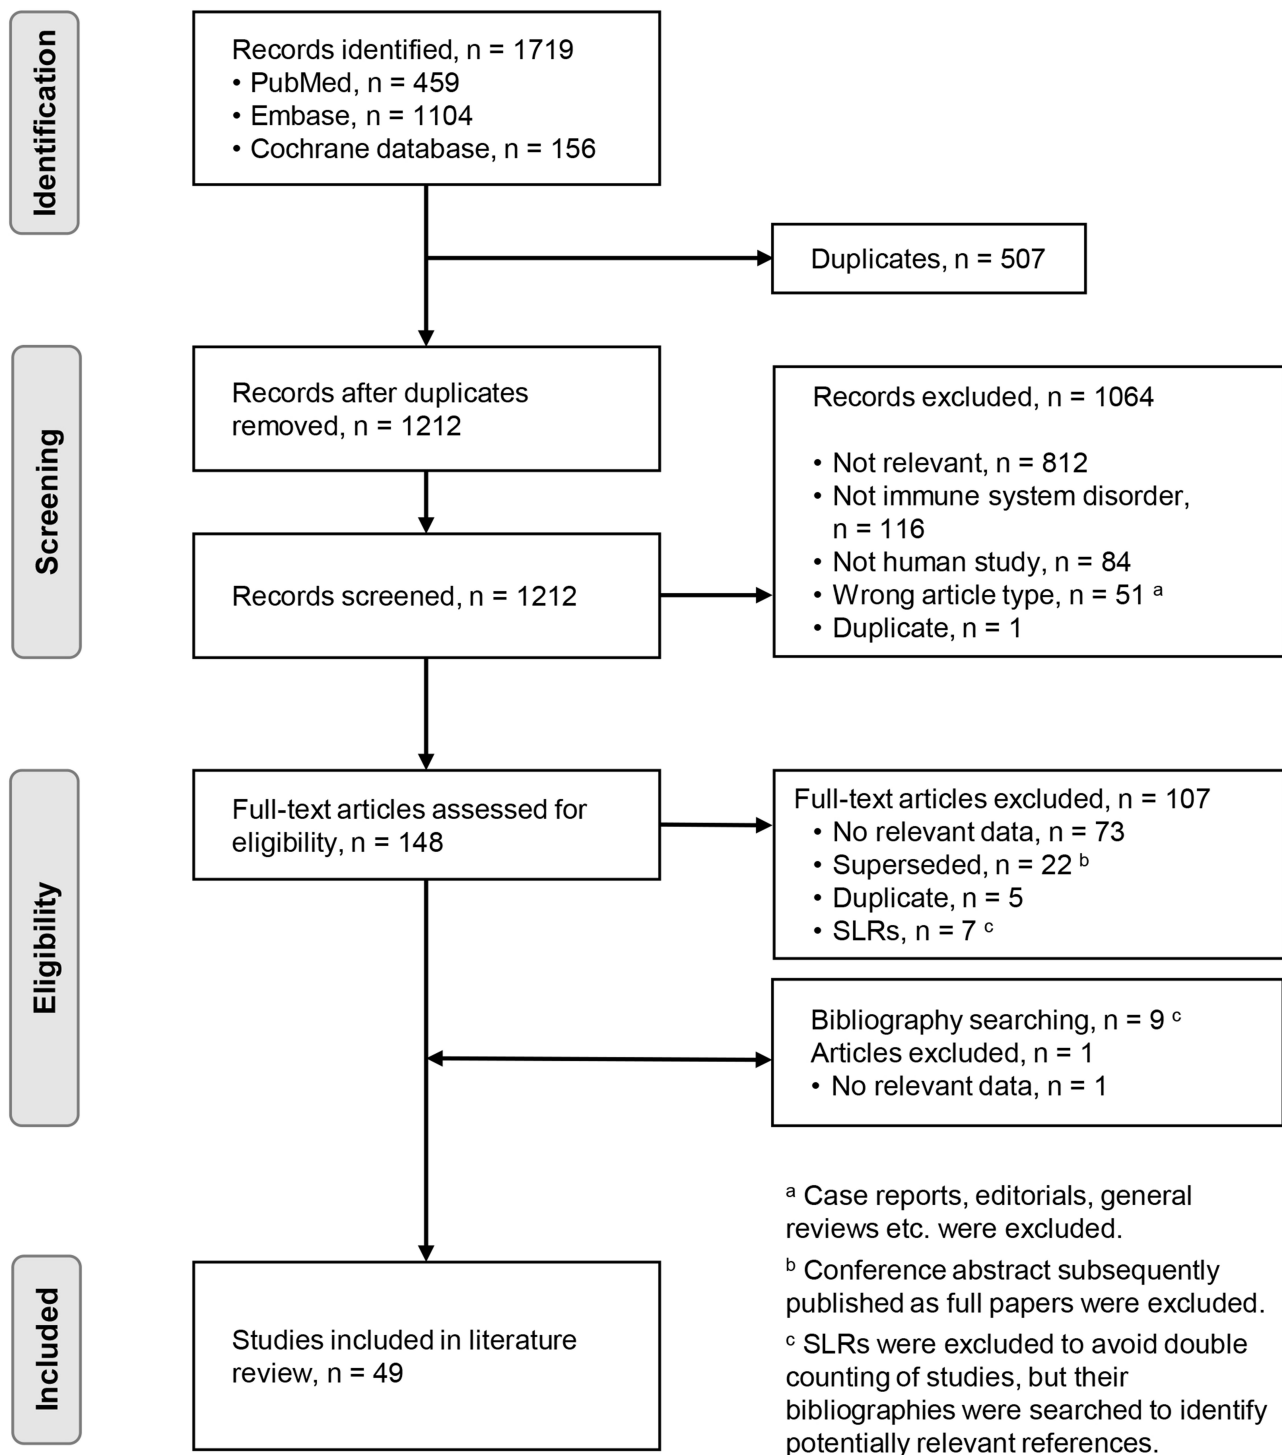 Identification
Records identified, n = 1719
• PubMed, n = 459
• Embase, n = 1104
• Cochrane database, n = 156
Duplicates, n = 507
Screening
Records after duplicates
removed, n = 1212
Records screened, n = 1212
Records excluded, n = 1064
• Not relevant, n = 812
• Not immune system disorder,
n = 116
• Not human study, n = 84
• Wrong article type, n = 51 a
• Duplicate, n = 1
Eligibility
Full-text articles assessed for
eligibility, n = 148
Full-text articles excluded, n = 107
• No relevant data, n = 73
• Superseded, n = 22 b
• Duplicate, n = 5
• SLRs, n = 7 c
Bibliography searching, n = 9 c
Articles excluded, n = 1
• No relevant data, n = 1
Included
Studies included in literature
review, n = 49
a Case reports, editorials, general
reviews etc. were excluded.
b Conference abstract subsequently
published as full papers were excluded.
c SLRs were excluded to avoid double
counting of studies, but their
bibliographies were searched to identify
potentially relevant references.